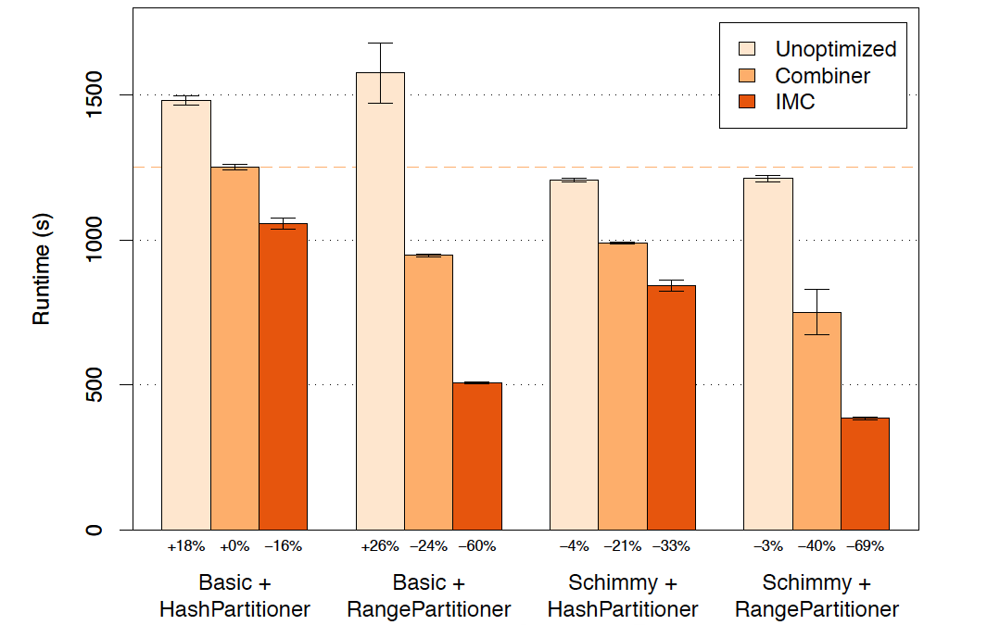 Unoptimized
Combiner
IMC
Runtime (s)
1500
1000
500
0
+18% +0% −16% +26% −24% −60% −4% −21% −33% −3% −40% −69%
Basic + Basic + Schimmy + Schimmy +
HashPartitioner RangePartitioner HashPartitioner RangePartitioner